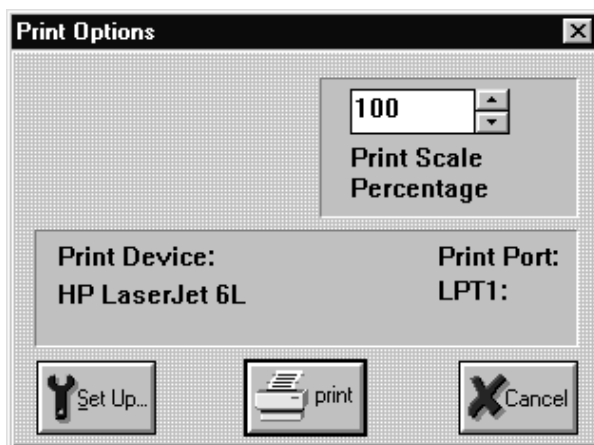 Print Options
100
Print Scale
Percentage
Print Device: Print Port:
HP LaserJet 6L LPT1:
Set Up... print Cancel